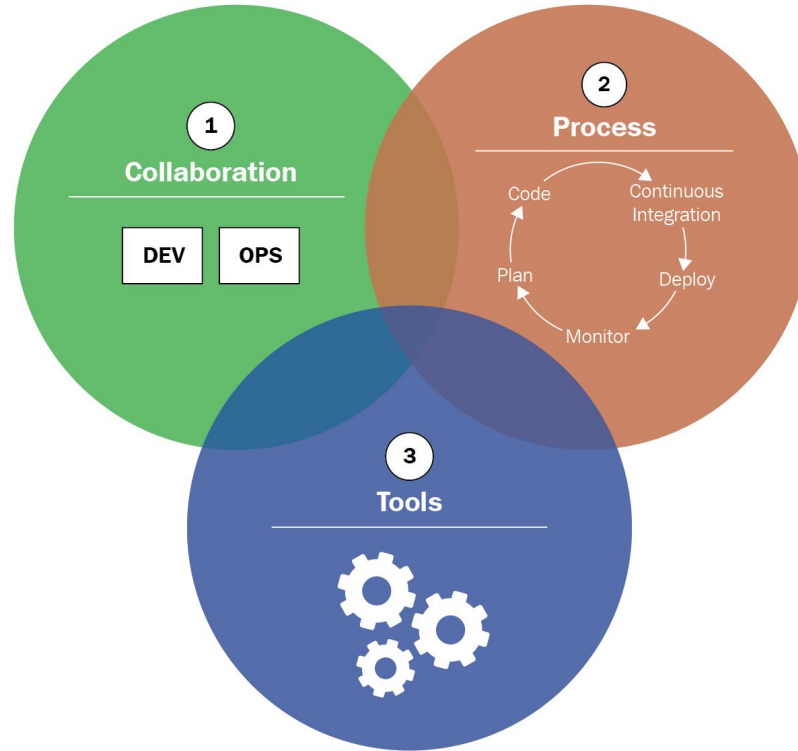 1
Collaboration
DEV
OPS
2
Process
Code
Continuous
Integration
Plan
Deploy
Monitor
3
Tools